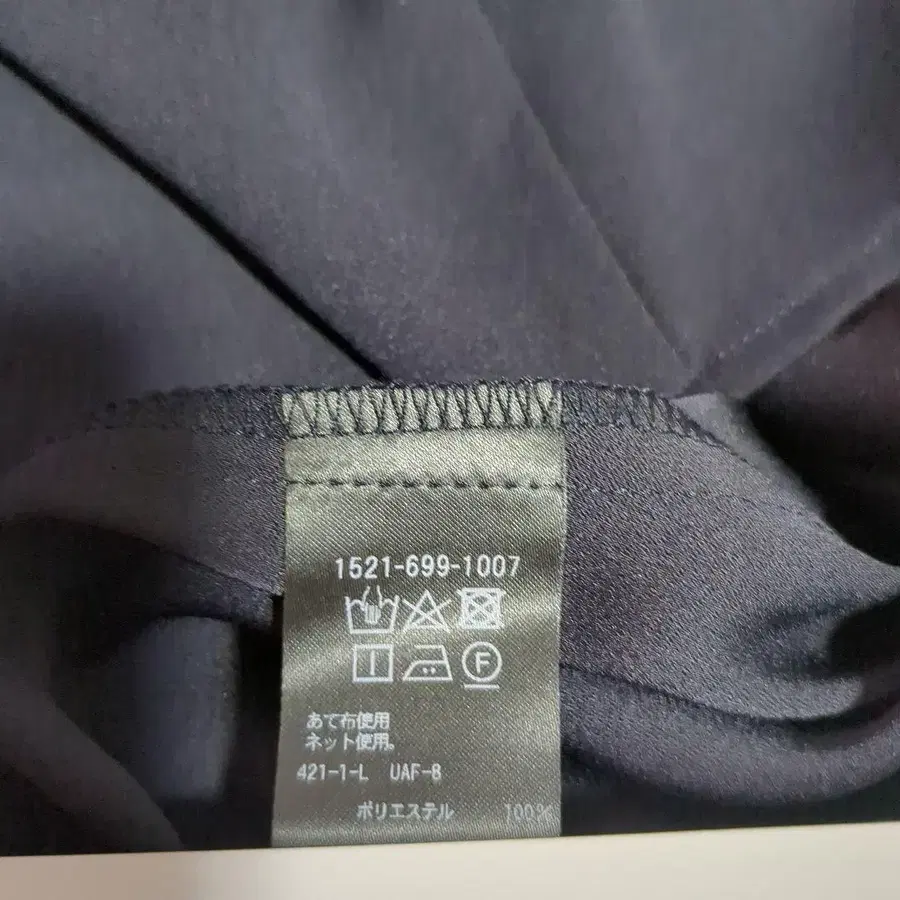 1521-699-1007
あて布使用
ネット使用。
421-1-L UAF-8
ポリエステル 100%